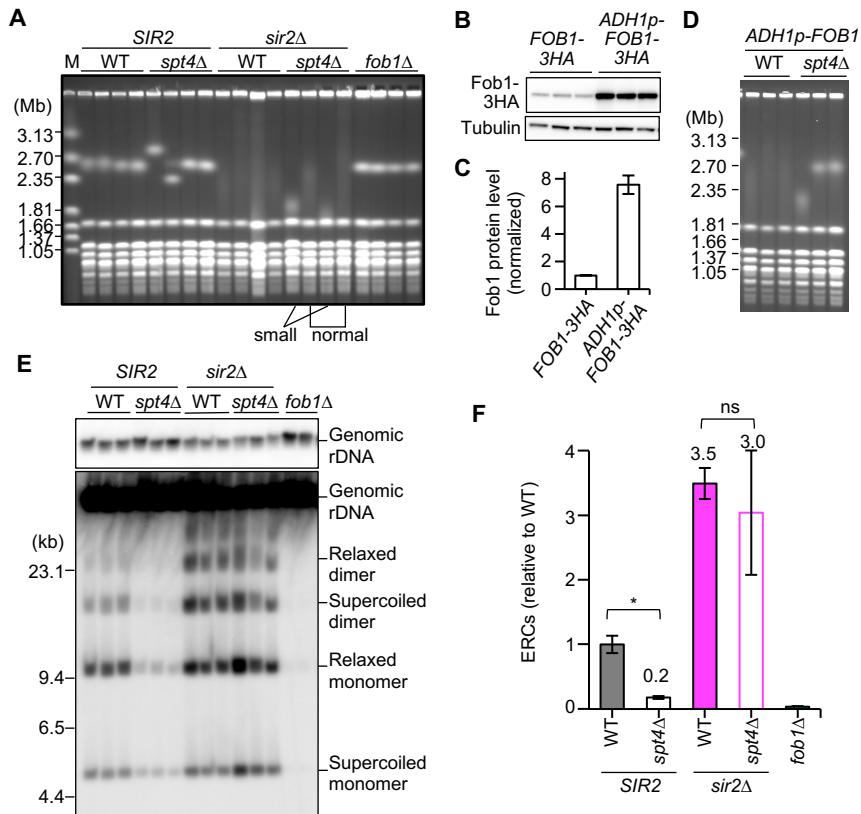 A
SIR2 sir2Δ
M WT spt4Δ WT spt4Δ fob1Δ
(Mb)
3.13
2.70
2.35
1.81
1.66
1.37
1.05
small normal
B
FOB1-
3HA
ADH1p-
FOB1-
3HA
Fob1-
3HA
Tubulin
C
Fob1 protein level
(normalized)
8
6
4
2
0
FOB1-3HA
ADH1p-
FOB1-3HA
D
ADH1p-FOB1
WT spt4Δ
(Mb)
3.13
2.70
2.35
1.81
1.66
1.37
1.05
E
SIR2 sir2Δ
WT spt4Δ WT spt4Δ fob1Δ
Genomic
rDNA
Genomic
rDNA
(kb)
Relaxed
dimer
23.1
Supercoiled
dimer
Relaxed
monomer
9.4
6.5
Supercoiled
monomer
4.4
F
ns
ERCs (relative to WT)
4
3
2
1
0
*
0.2
3.5
3.0
WT
spt4Δ
WT
spt4Δ
fob1Δ
SIR2 sir2Δ